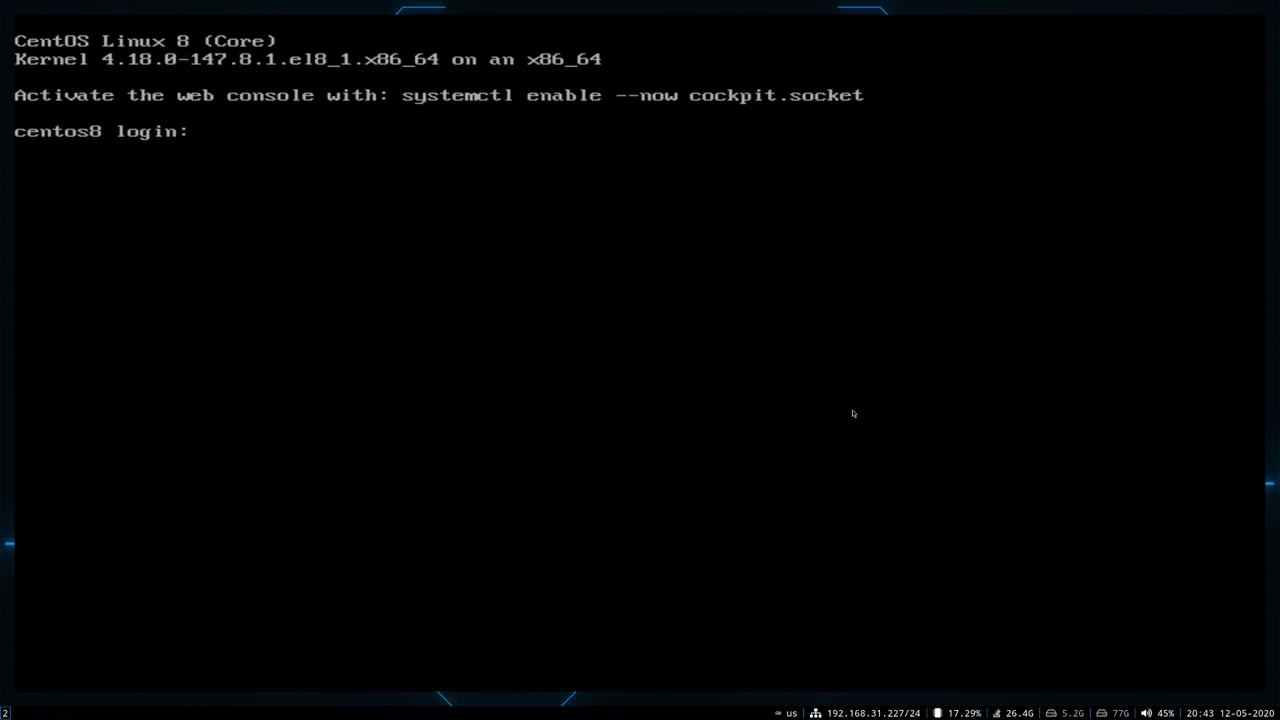 CentOS Linux 8 (Core)
Kernel 4.18.0-147.8.1.el8_1.x86_64 on an x86_64
Activate the web console with: systemctl enable --now cockpit.socket
centos8 login:
2 us 192.168.31.227/24 17.29% 26.4G 5.2G 77G 45% 20:43 12-05-2020